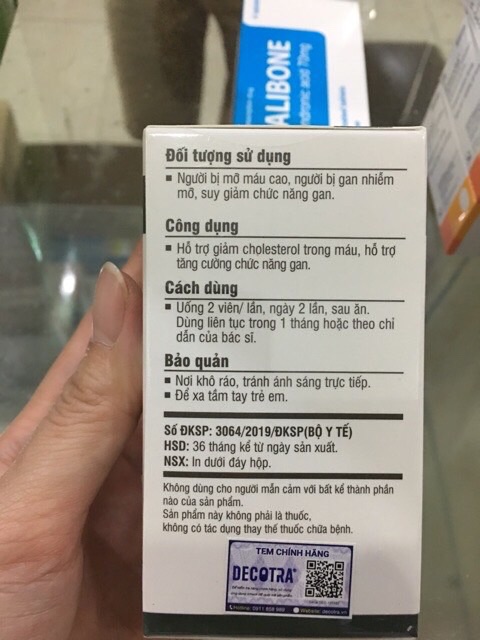 ALIBONE
dronic acid 70mg
Đối tượng sử dụng
▪ Người bị mỡ máu cao, người bị gan nhiễm
mỡ, suy giảm chức năng gan.
Công dụng
▪ Hỗ trợ giảm cholesterol trong máu, hỗ trợ
tăng cường chức năng gan.
Cách dùng
▪ Uống 2 viên/ lần, ngày 2 lần, sau ăn.
Dùng liên tục trong 1 tháng hoặc theo chỉ
dẫn của bác sĩ.
Bảo quản
▪ Nơi khô ráo, tránh ánh sáng trực tiếp.
▪ Để xa tầm tay trẻ em.
Số ĐKSP: 3064/2019/ĐKSP(BỘ Y TẾ)
HSD: 36 tháng kể từ ngày sản xuất.
NSX: In dưới đáy hộp.
Không dùng cho người mẫn cảm với bất kể thành phần
nào của sản phẩm.
Sản phẩm này không phải là thuốc,
không có tác dụng thay thế thuốc chữa bệnh.
TEM CHÍNH HÃNG
DECOTRA
Website: decotra.vn